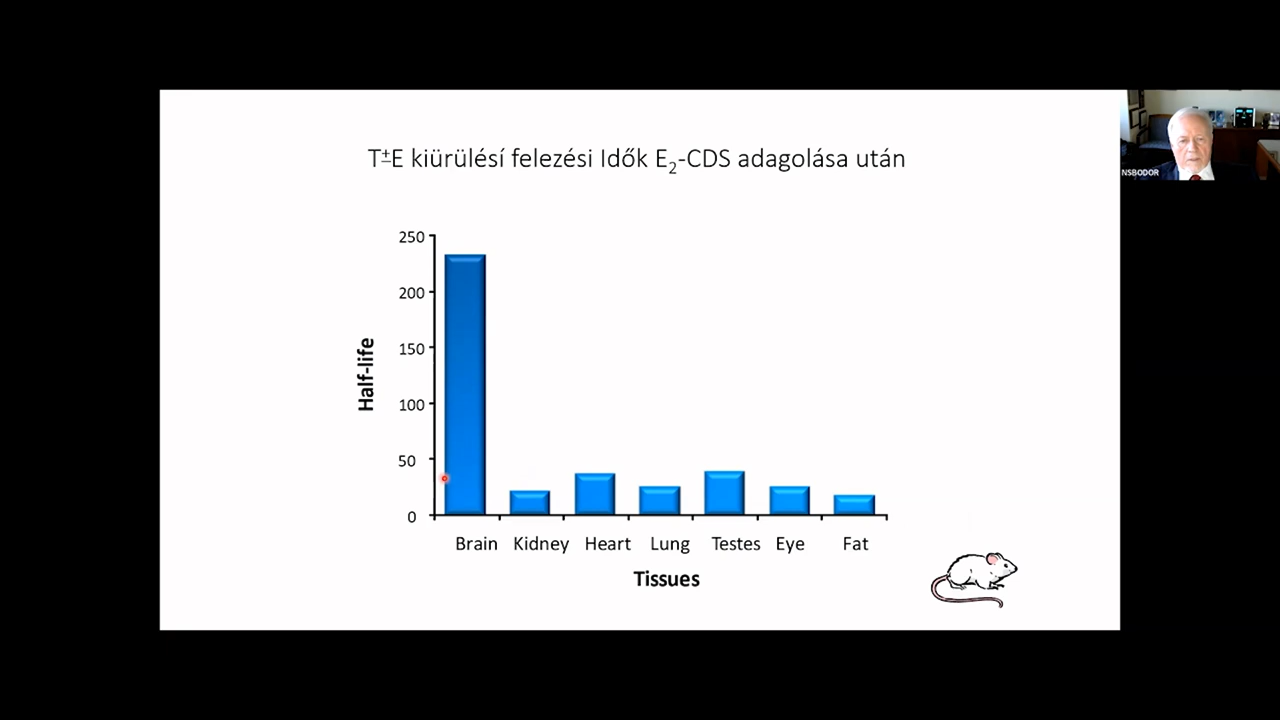 T±E kiürülésí felezési Idők E₂-CDS adagolása után
NSBODOR
250
200
150
100
50
0
Half-life
Brain Kidney Heart Lung Testes Eye Fat
Tissues